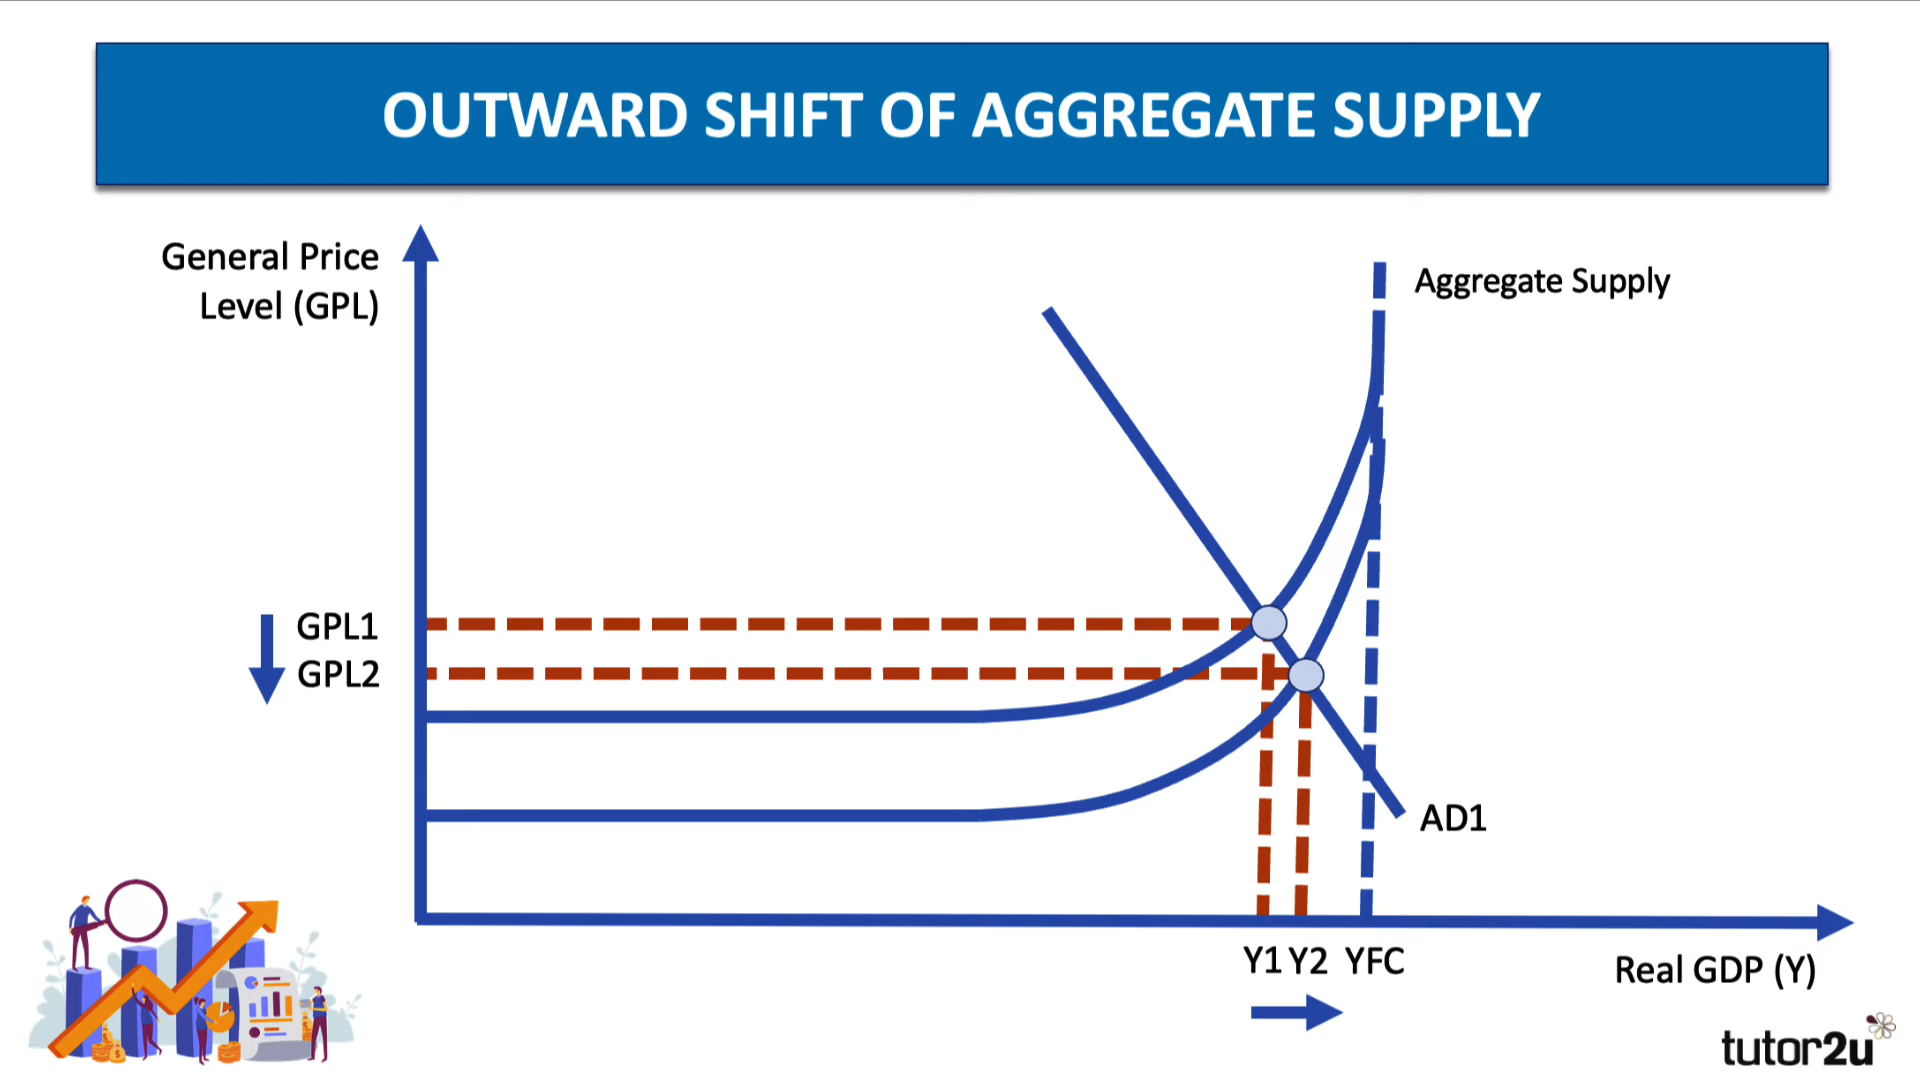 OUTWARD SHIFT OF AGGREGATE SUPPLY
General Price
Level (GPL)
Aggregate Supply
GPL1
GPL2
AD1
Y1 Y2 YFC
Real GDP (Y)
tutor2u